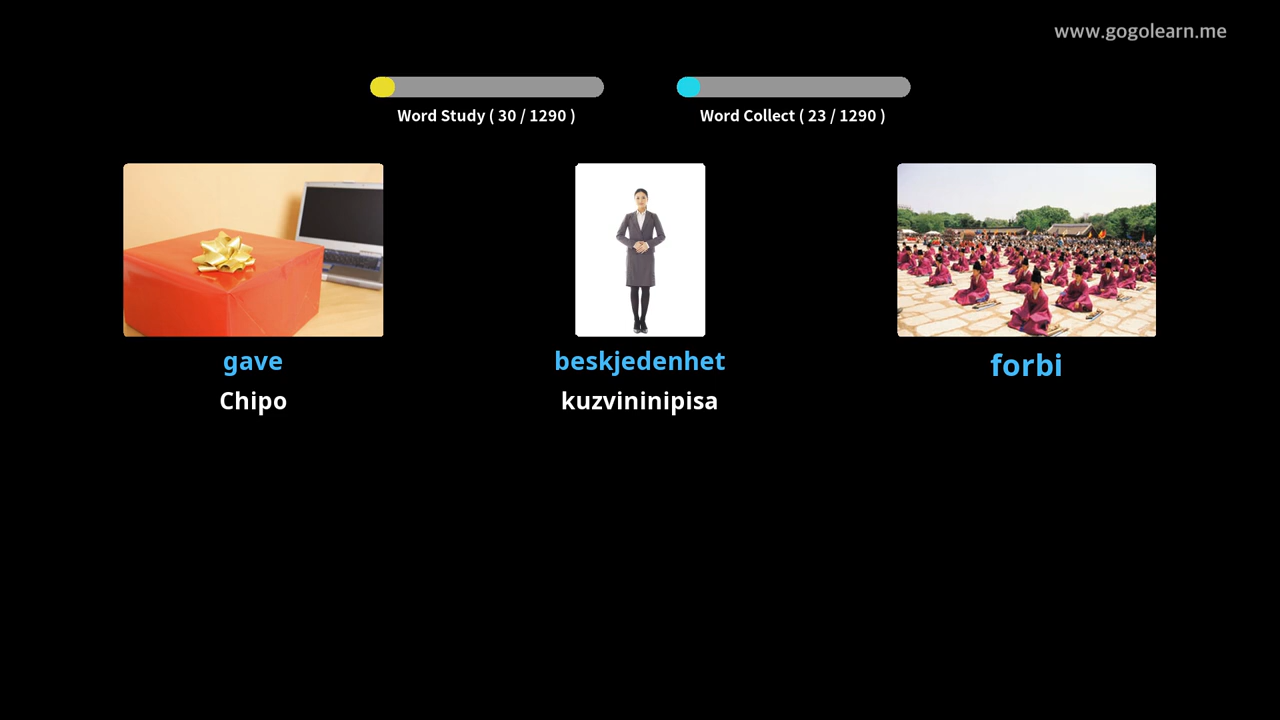 www.gogolearn.me
Word Study ( 30 / 1290 )
Word Collect ( 23 / 1290 )
gave
Chipo
beskjedenhet
kuzvininipisa
forbi